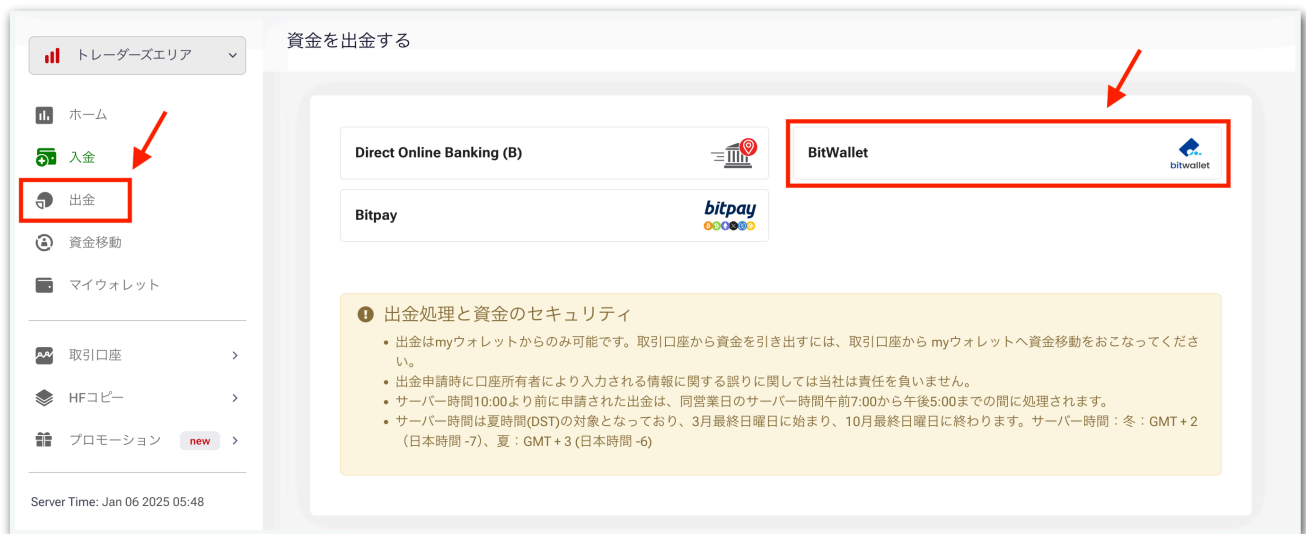 トレーダーズエリア
資金を出金する
ホーム
入金
出金
資金移動
マイウォレット
取引口座
HFコピー
プロモーション new
Server Time: Jan 06 2025 05:48
Direct Online Banking (B)
BitWallet
bitwallet
Bitpay
bitpay
出金処理と資金のセキュリティ
• 出金はmyウォレットからのみ可能です。取引口座から資金を引き出すには、取引口座から myウォレットへ資金移動をおこなってくださ
い。
• 出金申請時に口座所有者により入力される情報に関する誤りに関しては当社は責任を負いません。
• サーバー時間10:00より前に申請された出金は、同営業日のサーバー時間午前7:00から午後5:00までの間に処理されます。
• サーバー時間は夏時間(DST)の対象となっており、3月最終日曜日に始まり、10月最終日曜日に終わります。サーバー時間：冬：GMT + 2
（日本時間 -7）、夏：GMT + 3 (日本時間 -6)